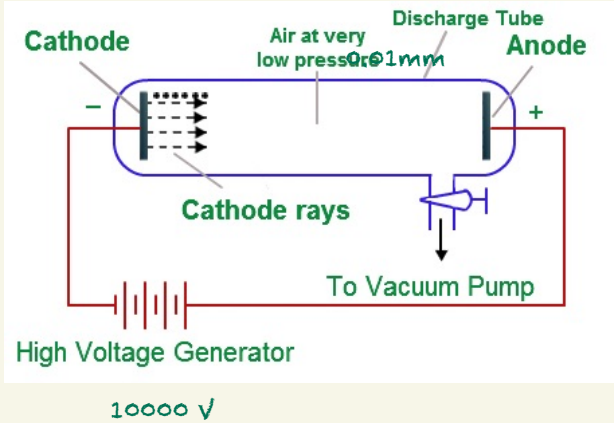 Discharge Tube
Cathode
Air at very
low pressure 0.01mm
Anode
−
+
Cathode rays
To Vacuum Pump
High Voltage Generator
10000 V